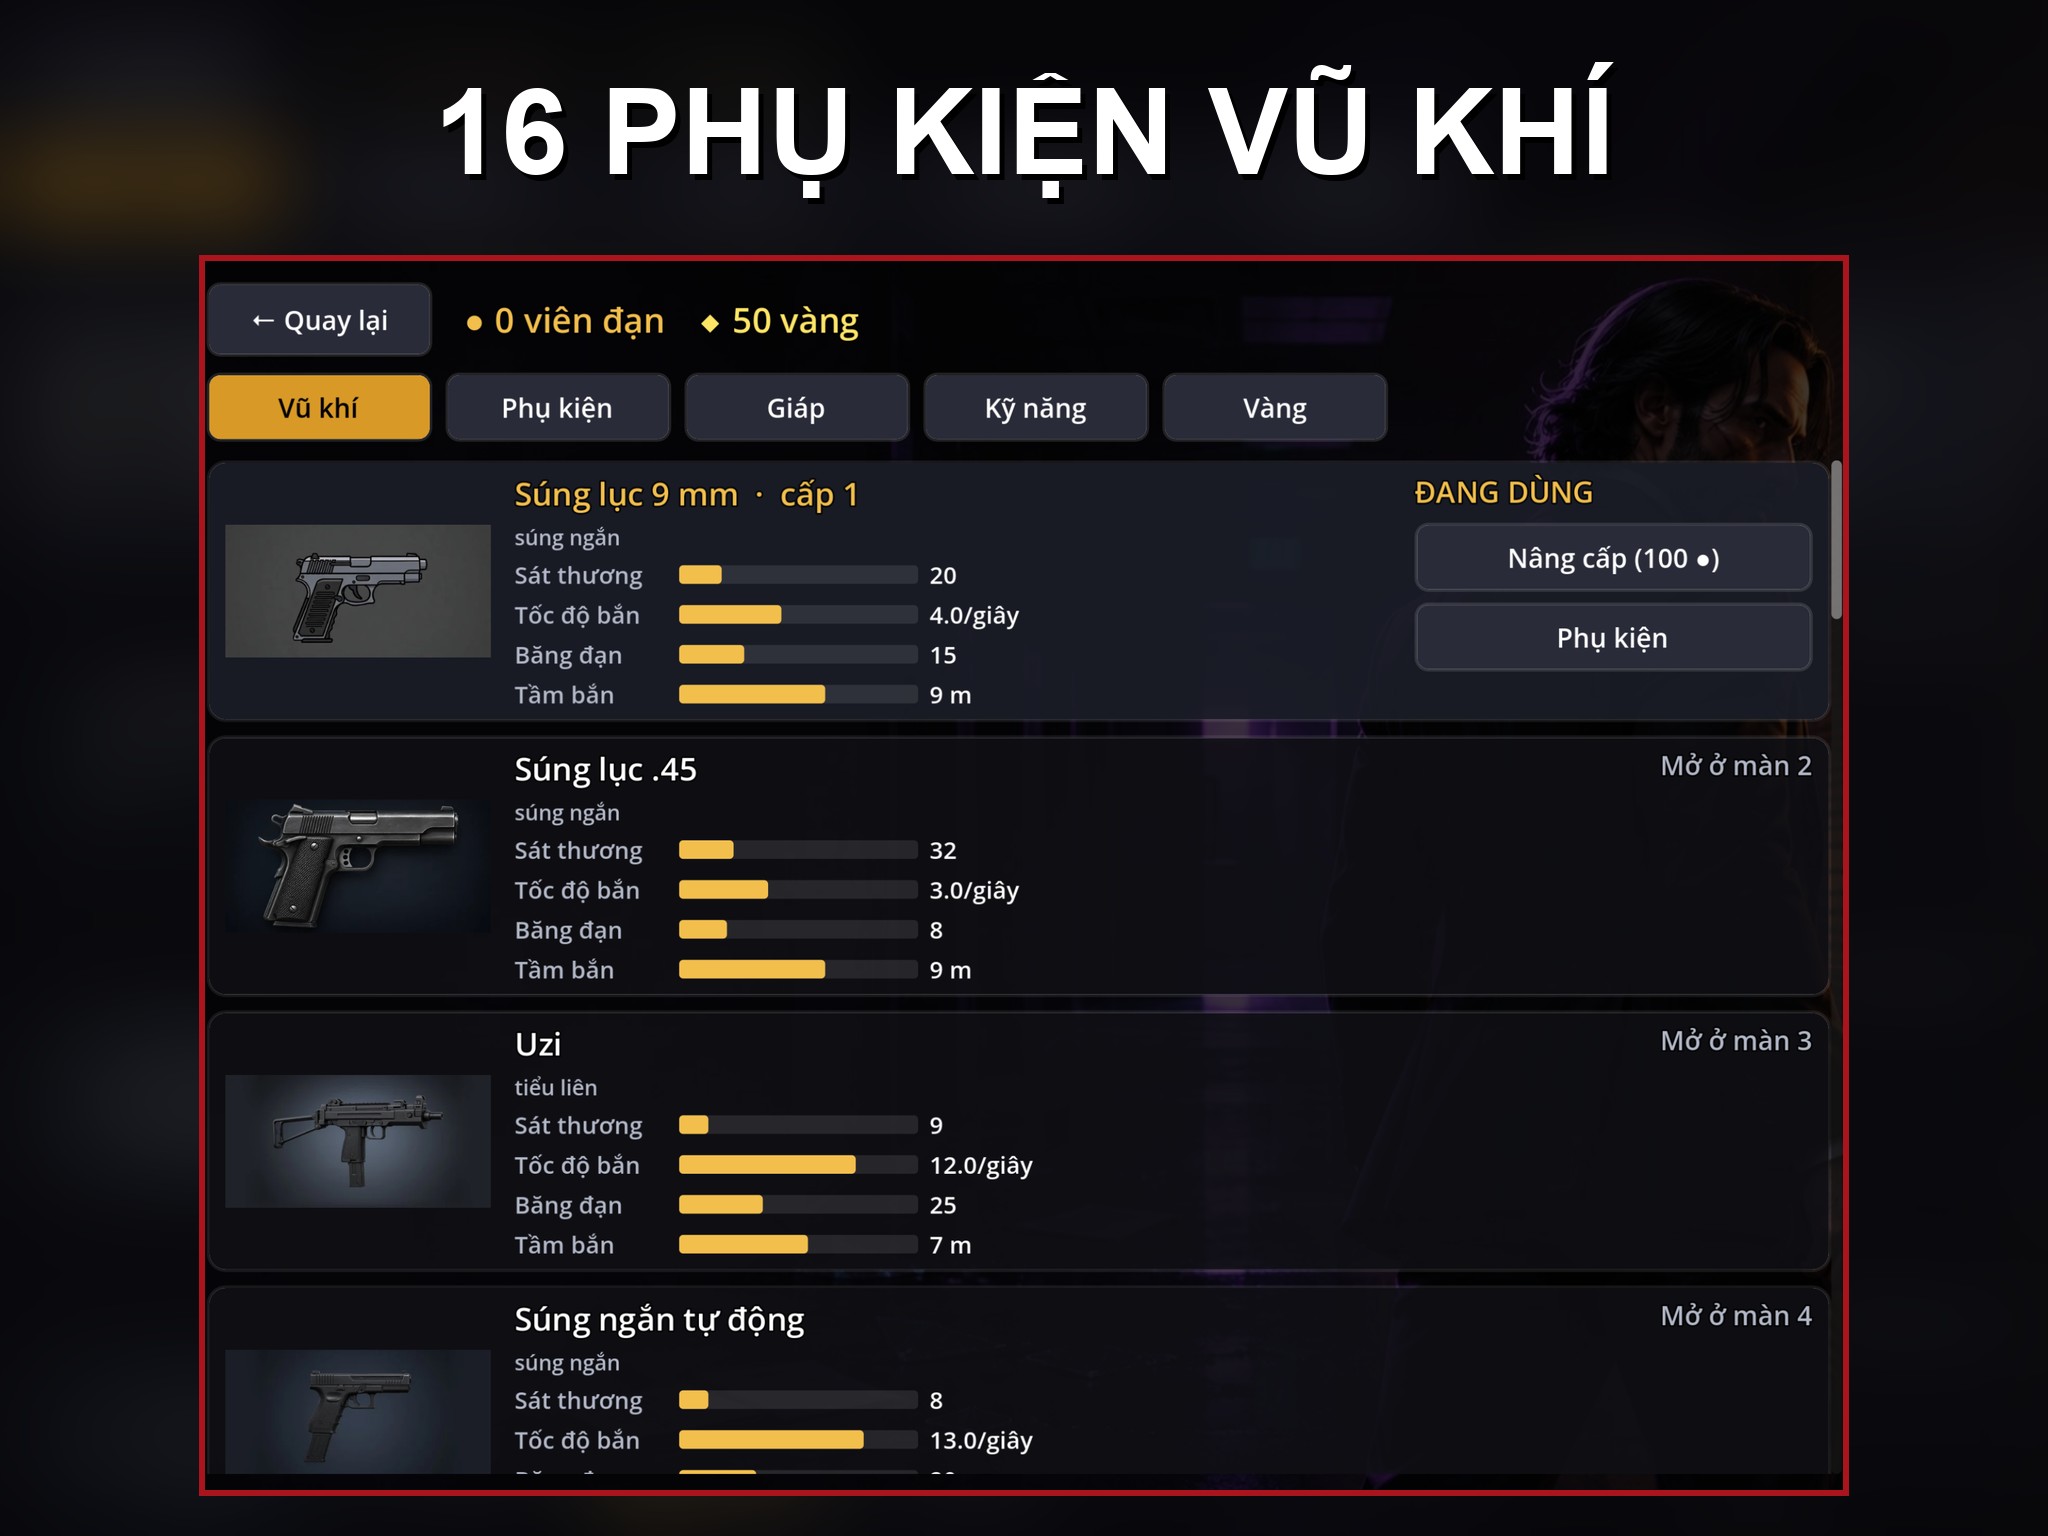 16 PHỤ KIỆN VŨ KHÍ
← Quay lại ● 0 viên đạn ◆ 50 vàng
Vũ khí Phụ kiện Giáp Kỹ năng Vàng
Súng lục 9 mm · cấp 1
ĐANG DÙNG
súng ngắn
Sát thương 20
Tốc độ bắn 4.0/giây
Băng đạn 15
Tầm bắn 9 m
Nâng cấp (100 ●)
Phụ kiện
Súng lục .45
Mở ở màn 2
súng ngắn
Sát thương 32
Tốc độ bắn 3.0/giây
Băng đạn 8
Tầm bắn 9 m
Uzi
Mở ở màn 3
tiểu liên
Sát thương 9
Tốc độ bắn 12.0/giây
Băng đạn 25
Tầm bắn 7 m
Súng ngắn tự động
Mở ở màn 4
súng ngắn
Sát thương 8
Tốc độ bắn 13.0/giây